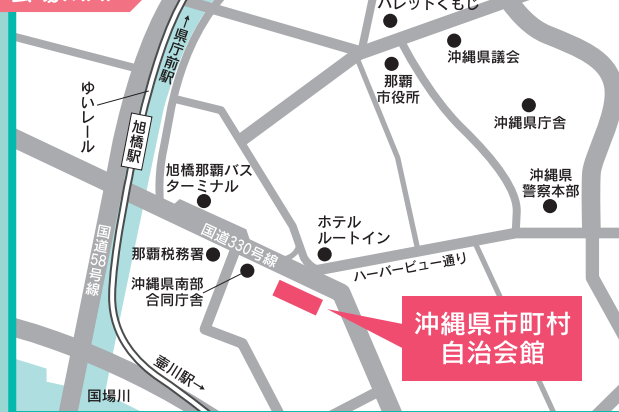 パレットくもじ
↑県庁前駅
沖縄県議会
那覇
市役所
ゆいレール
沖縄県庁舎
旭橋駅
旭橋那覇バス
ターミナル
沖縄県
警察本部
国道330号線
ホテル
ルートイン
国道58号線
那覇税務署
ハーバービュー通り
沖縄県南部
合同庁舎
沖縄県市町村
自治会館
壷川駅→
国場川